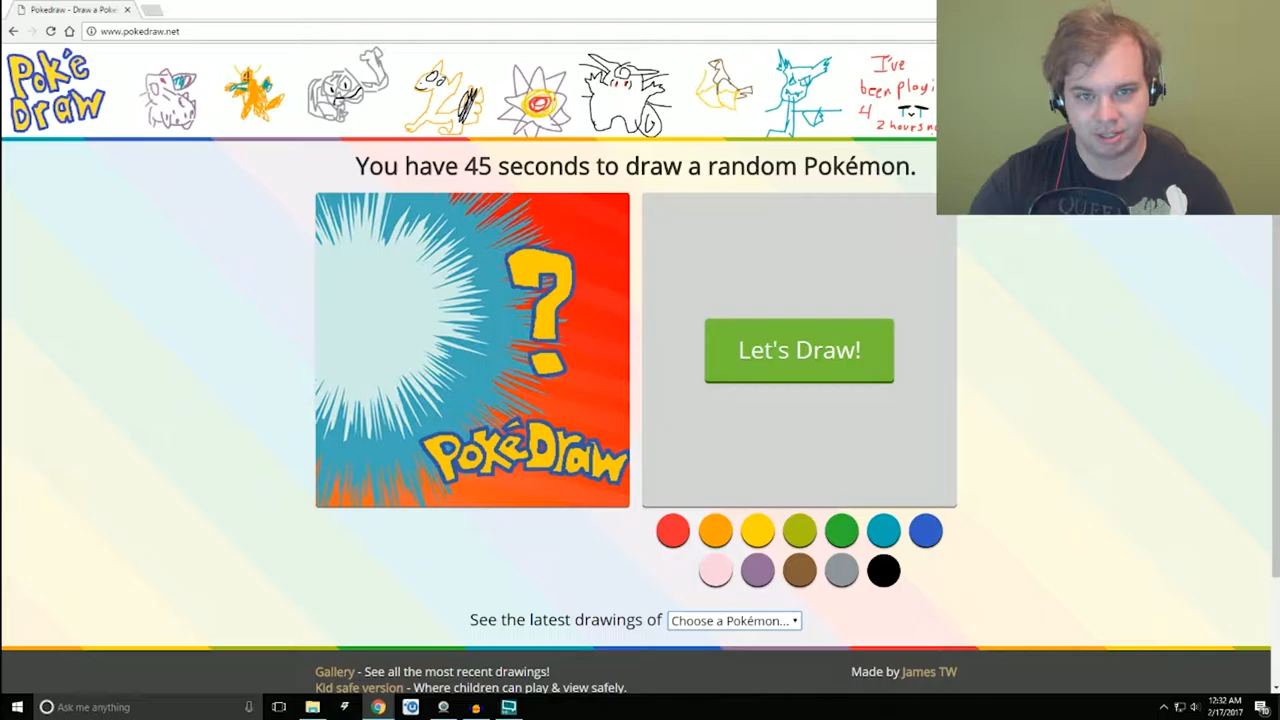 Pokedraw - Draw a Poke
www.pokedraw.net
Poké
Draw
I've
been playi
4
2 hours
You have 45 seconds to draw a random Pokémon.
?
PokéDraw
Let's Draw!
QUEE
See the latest drawings of Choose a Pokémon...
Gallery - See all the most recent drawings!
Made by James TW
Kid safe version - Where children can play & view safely.
Ask me anything
12:32 AM
2/17/2017